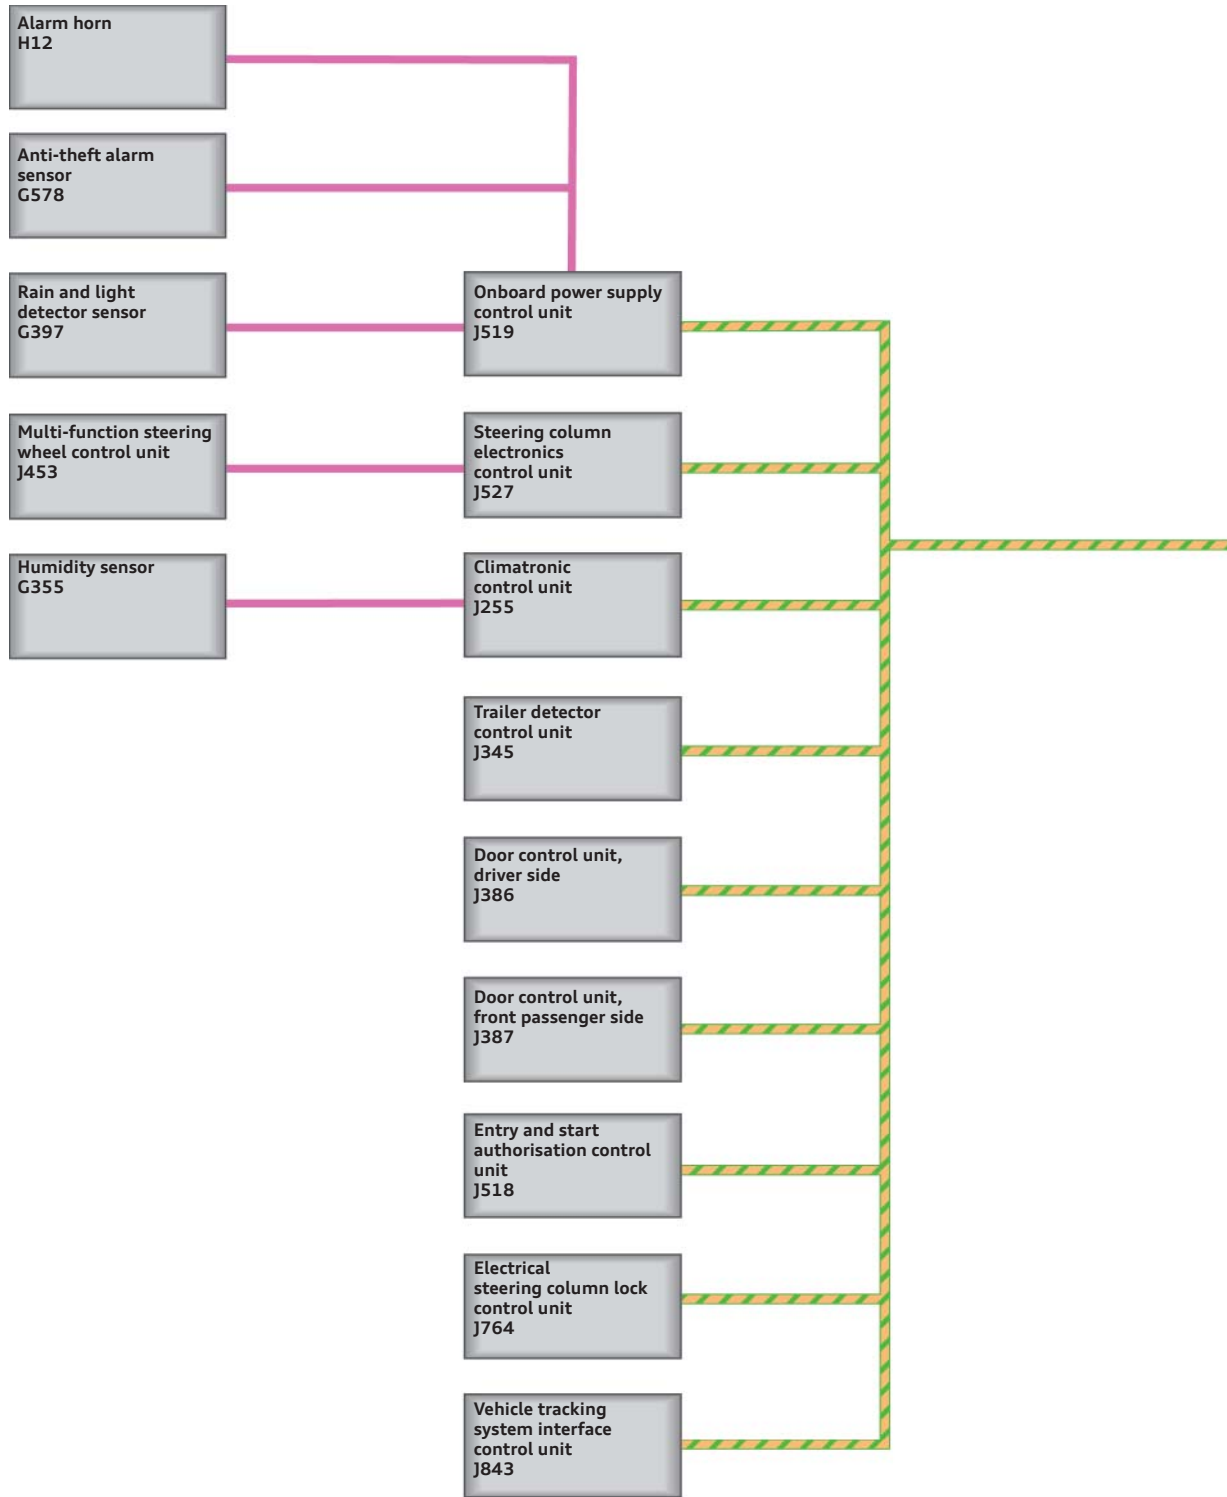 Alarm horn
H12
Anti-theft alarm
sensor
G578
Rain and light
detector sensor
G397
Onboard power supply
control unit
J519
Multi-function steering
wheel control unit
J453
Steering column
electronics
control unit
J527
Humidity sensor
G355
Climatronic
control unit
J255
Trailer detector
control unit
J345
Door control unit,
driver side
J386
Door control unit,
front passenger side
J387
Entry and start
authorisation control
unit
J518
Electrical
steering column lock
control unit
J764
Vehicle tracking
system interface
control unit
J843